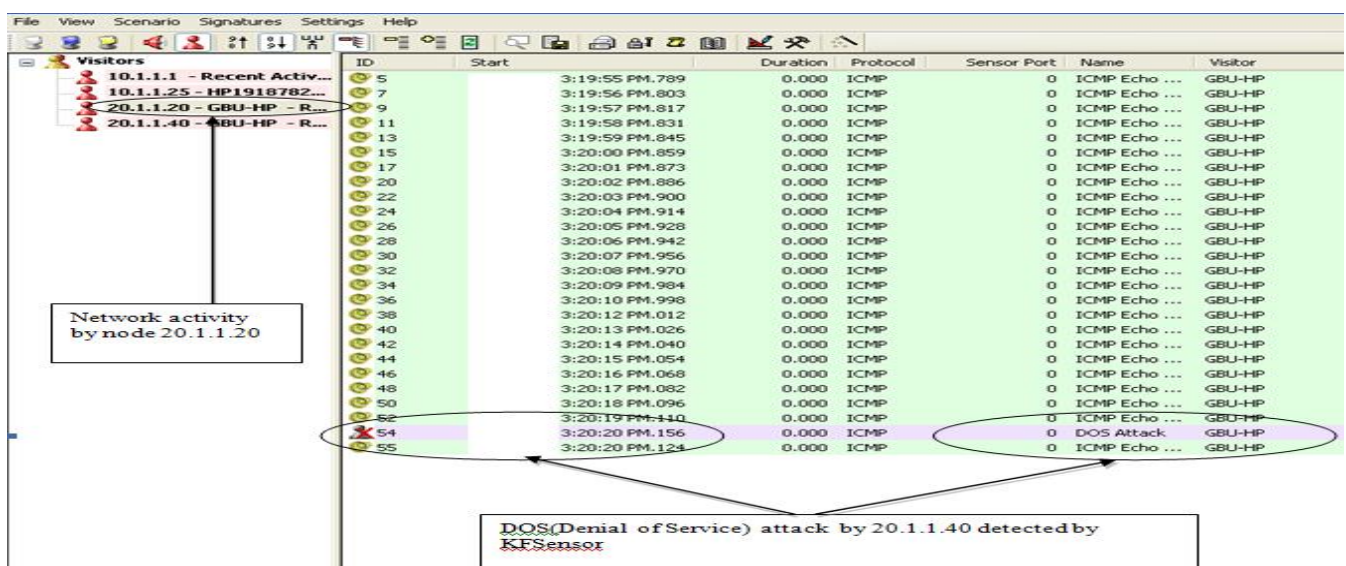 File View Scenario Signatures Settings Help
Visitors
10.1.1.1 - Recent Activ...
10.1.1.25 - HP1918782...
20.1.1.20 - GBU-HP - R...
20.1.1.40 - GBU-HP - R...
ID Start Duration Protocol Sensor Port Name Visitor
5 3:19:55 PM.789 0.000 ICMP 0 ICMP Echo ... GBU-HP
7 3:19:56 PM.803 0.000 ICMP 0 ICMP Echo ... GBU-HP
9 3:19:57 PM.817 0.000 ICMP 0 ICMP Echo ... GBU-HP
11 3:19:58 PM.831 0.000 ICMP 0 ICMP Echo ... GBU-HP
13 3:19:59 PM.845 0.000 ICMP 0 ICMP Echo ... GBU-HP
15 3:20:00 PM.859 0.000 ICMP 0 ICMP Echo ... GBU-HP
17 3:20:01 PM.873 0.000 ICMP 0 ICMP Echo ... GBU-HP
20 3:20:02 PM.886 0.000 ICMP 0 ICMP Echo ... GBU-HP
22 3:20:03 PM.900 0.000 ICMP 0 ICMP Echo ... GBU-HP
24 3:20:04 PM.914 0.000 ICMP 0 ICMP Echo ... GBU-HP
26 3:20:05 PM.928 0.000 ICMP 0 ICMP Echo ... GBU-HP
28 3:20:06 PM.942 0.000 ICMP 0 ICMP Echo ... GBU-HP
30 3:20:07 PM.956 0.000 ICMP 0 ICMP Echo ... GBU-HP
32 3:20:08 PM.970 0.000 ICMP 0 ICMP Echo ... GBU-HP
34 3:20:09 PM.984 0.000 ICMP 0 ICMP Echo ... GBU-HP
36 3:20:10 PM.998 0.000 ICMP 0 ICMP Echo ... GBU-HP
38 3:20:12 PM.012 0.000 ICMP 0 ICMP Echo ... GBU-HP
40 3:20:13 PM.026 0.000 ICMP 0 ICMP Echo ... GBU-HP
42 3:20:14 PM.040 0.000 ICMP 0 ICMP Echo ... GBU-HP
44 3:20:15 PM.054 0.000 ICMP 0 ICMP Echo ... GBU-HP
46 3:20:16 PM.068 0.000 ICMP 0 ICMP Echo ... GBU-HP
48 3:20:17 PM.082 0.000 ICMP 0 ICMP Echo ... GBU-HP
50 3:20:18 PM.096 0.000 ICMP 0 ICMP Echo ... GBU-HP
52 3:20:19 PM.110 0.000 ICMP 0 ICMP Echo ... GBU-HP
54 3:20:20 PM.156 0.000 ICMP 0 DOS Attack GBU-HP
55 3:20:20 PM.124 0.000 ICMP 0 ICMP Echo ... GBU-HP
Network activity
by node 20.1.1.20
DOS(Denial of Service) attack by 20.1.1.40 detected by
KFSensor